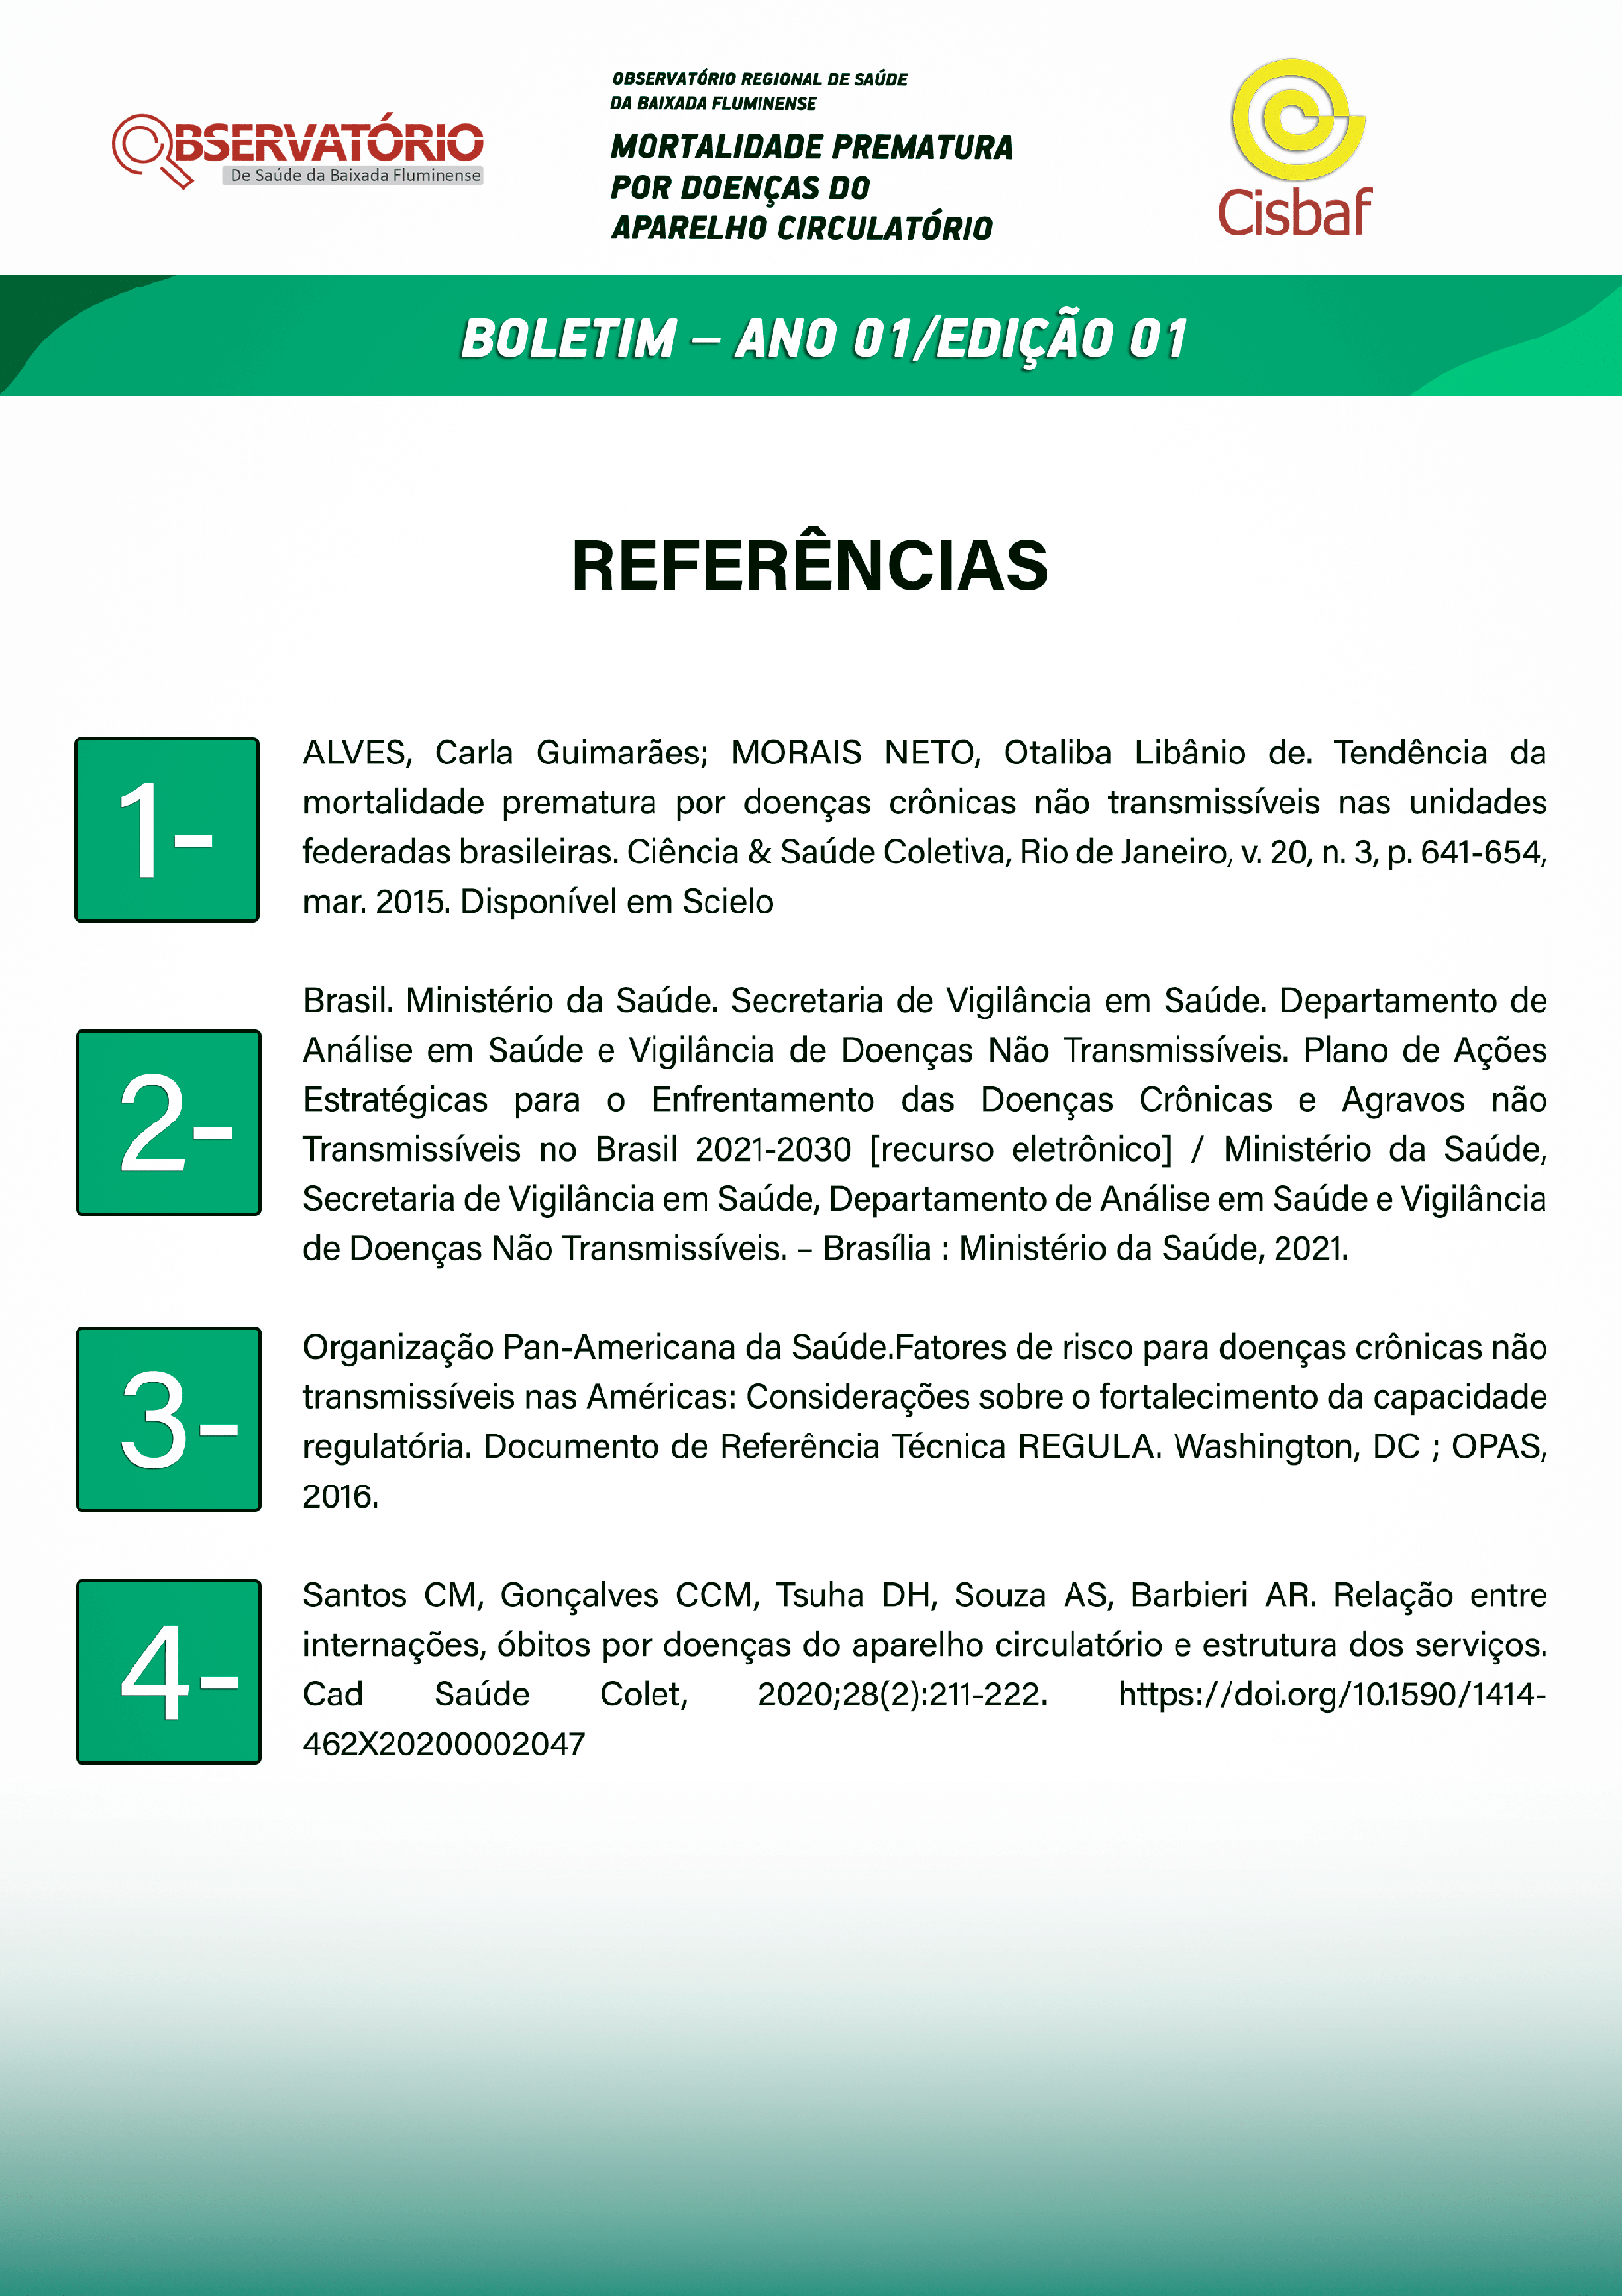 OBSERVATÓRIO
De Saúde da Baixada Fluminense
OBSERVATÓRIO REGIONAL DE SAÚDE
DA BAIXADA FLUMINENSE
MORTALIDADE PREMATURA
POR DOENÇAS DO
APARELHO CIRCULATÓRIO
Cisbaf
BOLETIM – ANO 01/EDIÇÃO 01
REFERÊNCIAS
1-
ALVES, Carla Guimarães; MORAIS NETO, Otaliba Libânio de. Tendência da
mortalidade prematura por doenças crônicas não transmissíveis nas unidades
federadas brasileiras. Ciência & Saúde Coletiva, Rio de Janeiro, v. 20, n. 3, p. 641-654,
mar. 2015. Disponível em Scielo
2-
Brasil. Ministério da Saúde. Secretaria de Vigilância em Saúde. Departamento de
Análise em Saúde e Vigilância de Doenças Não Transmissíveis. Plano de Ações
Estratégicas para o Enfrentamento das Doenças Crônicas e Agravos não
Transmissíveis no Brasil 2021-2030 [recurso eletrônico] / Ministério da Saúde,
Secretaria de Vigilância em Saúde, Departamento de Análise em Saúde e Vigilância
de Doenças Não Transmissíveis. – Brasília : Ministério da Saúde, 2021.
3-
Organização Pan-Americana da Saúde.Fatores de risco para doenças crônicas não
transmissíveis nas Américas: Considerações sobre o fortalecimento da capacidade
regulatória. Documento de Referência Técnica REGULA. Washington, DC ; OPAS,
2016.
4-
Santos CM, Gonçalves CCM, Tsuha DH, Souza AS, Barbieri AR. Relação entre
internações, óbitos por doenças do aparelho circulatório e estrutura dos serviços.
Cad Saúde Colet, 2020;28(2):211-222. https://doi.org/10.1590/1414-
462X20200002047